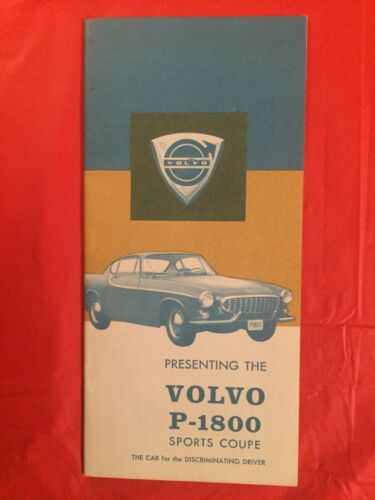 VOLVO
PRESENTING THE
VOLVO
P-1800
SPORTS COUPE
THE CAR for the DISCRIMINATING DRIVER